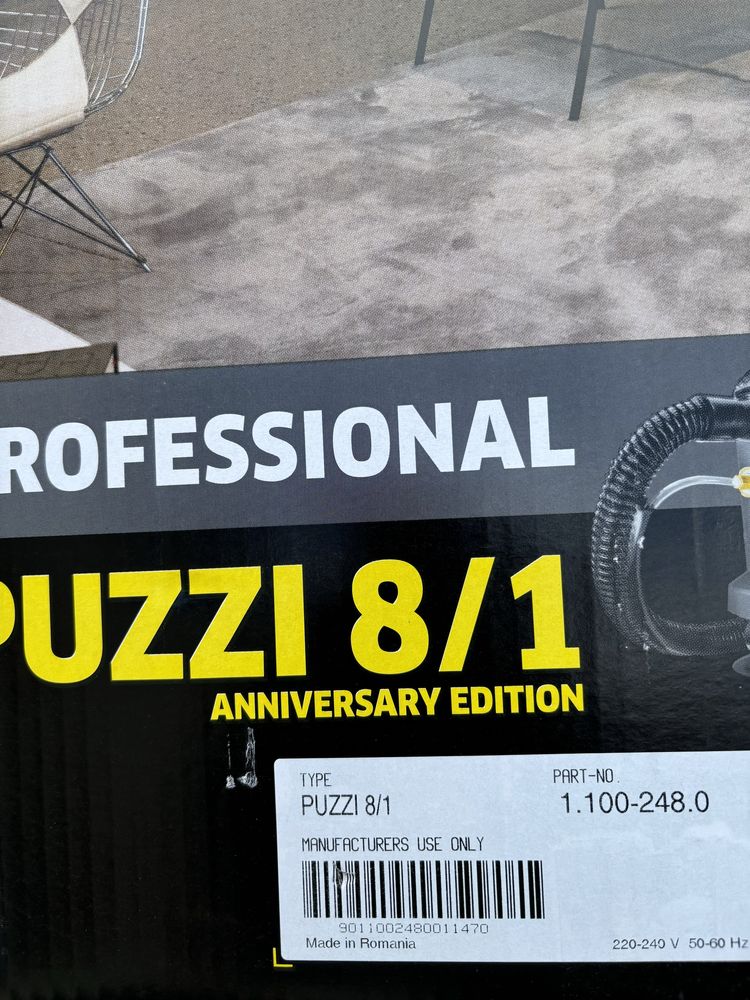 ROFESSIONAL
PUZZI 8/1
ANNIVERSARY EDITION
TYPE
PART-NO.
PUZZI 8/1
1.100-248.0
MANUFACTURERS USE ONLY
9011002480011470
Made in Romania
220-240 V 50-60 Hz